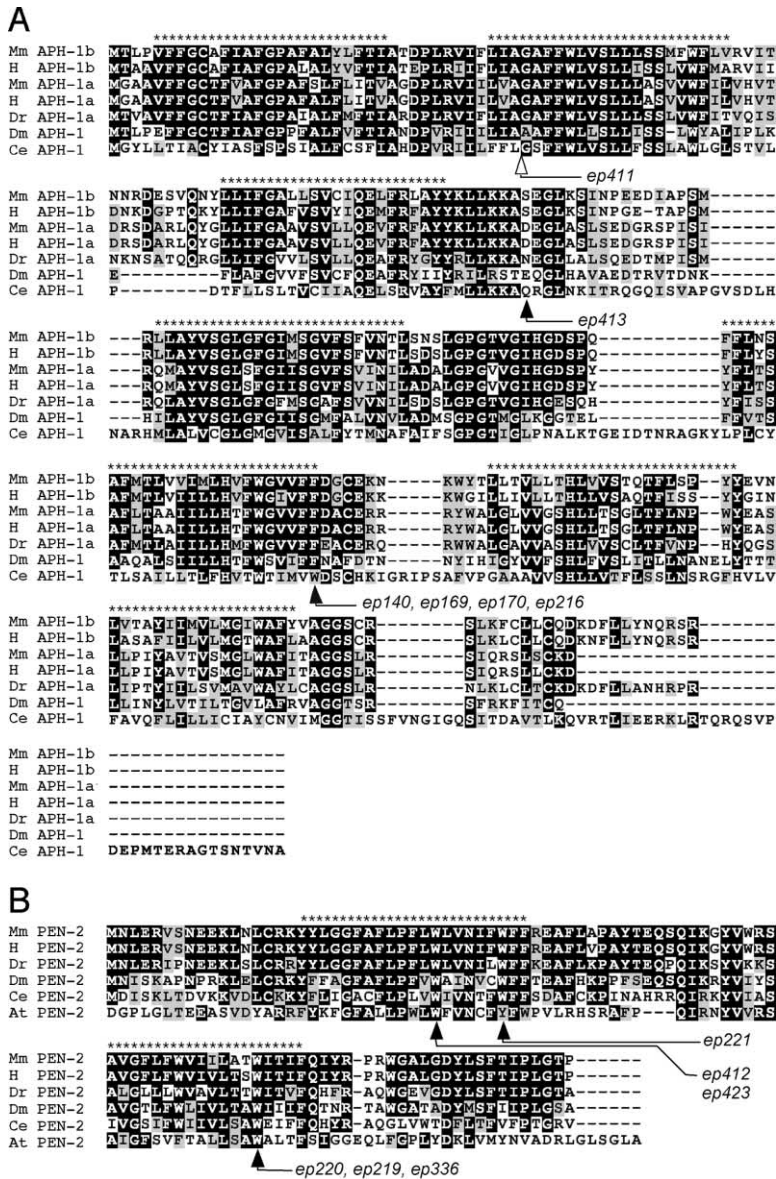 A
Mm APH-1b MTLPVFFGCAFIAFGPAFALYLFTIATDPLRVIFLIAGAFFWLVSLLLSSMFWFLVRVIT
H APH-1b MTAAVFFGCAFIAFGPALALYVFTIATEPLRIIFLIAGAFFWLVSLLISSLVWFMARVII
Mm APH-1a MGAAVFFGCTFVAFGPAFSLFLITVAGDPLRVIILVAGAFFWLVSLLLASVVWFILVHVT
H APH-1a MGAAVFFGCTFVAFGPAFALFLITVAGDPLRVIILVAGAFFWLVSLLLASVVWFILVHVT
Dr APH-1a MTVAVFFGCTFIAFGPAIALFMFTIARDPLRVIFLIAGAFFWLVSLLLSSLVWFITVQIS
Dm APH-1 MTLPEFFGCTFIAFGPPFALFVFTIANDPVRIIILIAAAFFWLLSLLISS-LWYALIPLK
Ce APH-1 MGYLLTIACYIASFSPSIALFCSFIAHDPVRIILFFLGSFFWLVSLLFSSLAWLGLSTVL
ep411
Mm APH-1b NNRDESVQNYLLIFGALLSVCIQELFRLAYYKLLKKASEGLKSINPEEDIAPSM------
H APH-1b DNKDGPTQKYLLIFGAFVSVYIQEMFRFAYYKLLKKASEGLKSINPGE-TAPSM------
Mm APH-1a DRSDARLQYGLLIFGAAVSVLLQEVFRFAYYKLLKKADEGLASLSEDGRSPISI------
H APH-1a DRSDARLQYGLLIFGAAVSVLLQEVFRFAYYKLLKKADEGLASLSEDGRSPISI------
Dr APH-1a NKNSATQQRGLLIFGVVLSVLLQEAFRYGYYRLLKKANEGLLALSQEDTMPISM------
Dm APH-1 E---------FLAFGVVFSVCFQEAFRYIIYRILRSTEQGLHAVAEDTRVTDNK------
Ce APH-1 P---------DTFLLSLTVCIIAQELSRVAYFMLLKKAQRGLNKITRQGQISVAPGVSDLH
ep413
Mm APH-1b ---RLLAYVSGLGFGIMSGVFSFVNTLSNSLGPGTVGIHGDSPQ------------FFLNS
H APH-1b ---RLLAYVSGLGFGIMSGVFSFVNTLSDSLGPGTVGIHGDSPQ------------FFLYS
Mm APH-1a ---RQMAYVSGLSFGIISGVFSVINILADALGPGVVGIHGDSPY------------YFLTS
H APH-1a ---RQMAYVSGLSFGIISGVFSVINILADALGPGVVGIHGDSPY------------YFLTS
Dr APH-1a ---RQLAYVSGLGFGFMSGAFSVVNILSDSLGPGTVGIHGESQH------------YFISS
Dm APH-1 ---HILAYVSGLGFGIISGMFALVNVLADMSGPGTMGLKGGTEL------------FFVTS
Ce APH-1 NARHMLALVCGLGMGVISALFYTMNAFAIFSGPGTIGLPNALKTGEIDTNRAGKYLPLCY
Mm APH-1b AFMTLVVIMLHVFWGVVFFDGCEKN-----KWYTLLTVLLTHLVVSTQTFLSP--YYEVN
H APH-1b AFMTLVIILLHVFWGIVFFDGCEKK-----KWGILLIVLLTHLLVSAQTFISS--YYGIN
Mm APH-1a AFLTAAIILLHTFWGVVFFDACERR-----RYWALGLVVGSHLLTSGLTFLNP--WYEAS
H APH-1a AFLTAAIILLHTFWGVVFFDACERR-----RYWALGLVVGSHLLTSGLTFLNP--WYEAS
Dr APH-1a AFMTLAIILLHMFWGVVFFEACERQ-----RWWALGAVVASHLVVSCLTFVNP--HYQGS
Dm APH-1 AAQALSIILLHTFWSVIFFNAFDTN-----NYIHIGYVVFSHLFVSLITLLNANELYTTT
Ce APH-1 TLSAILLTLFHVTWTIMVWDSCHKIGRIPSAFVPGAAAVVSHLLVTFLSSLNSRGFHVLV
ep140, ep169, ep170, ep216
Mm APH-1b LVTAYIIMVLMGIWAFYVAGGSCR--------SLKFCLLCQDKDFLLYNQRSR-------
H APH-1b LASAFIILVLMGTWAFLAAGGSCR--------SLKLCLLCQDKNFLLYNQRSR-------
Mm APH-1a LLPIYAVTVSMGLWAFITAGGSLR--------SIQRSLSCKD------------------
H APH-1a LLPIYAVTVSMGLWAFITAGGSLR--------SIQRSLLCKD------------------
Dr APH-1a LIPTYIILSVMAVWAYLCAGGSLR--------NLKLCLTCKDKDFLLANHRPR-------
Dm APH-1 LLINYLVTILTGVLAFRVAGGTSR--------SFRKFITCQ-------------------
Ce APH-1 FAVQFLILLICIAYCNVIMGGTISSFVNGIGQSITDAVTLKQVRTLIEERKLRTQRQSVP
Mm APH-1b -----------------
H APH-1b -----------------
Mm APH-1a -----------------
H APH-1a -----------------
Dr APH-1a -----------------
Dm APH-1 -----------------
Ce APH-1 DEPMTERAGTSNTVNA
B
Mm PEN-2 MNLERVSNEEKLNLCRKYYLGGFAFLPFLWLVNIFWFFREAFLAPAYTEQSQIKGYVWRS
H PEN-2 MNLERVSNEEKLNLCRKYYLGGFAFLPFLWLVNIFWFFREAFLVPAYTEQSQIKGYVWRS
Dr PEN-2 MNLERIPNEEKLSLCRRYYLGGFAFLPFLWLVNILWFFKEAFLKPAYTEQPQIKSYVKKS
Dm PEN-2 MNISKAPNPRKLELCRKYFFAGFAFLPFVWAINVCWFFTEAFHKPPFSEQSQIKRYVIYS
Ce PEN-2 MDISKLTDVKKVDLCKKYFLIGACFLPLVWIVNTFWFFSDAFCKPINAHRRQIRKYVIAS
At PEN-2 DGPLGLTEEASVDYARRFYKFGFALLPWLWFVNCFYFWPVLRHSRAFP---QIRNYVVRS
ep221
Mm PEN-2 AVGFLFWVIILATWITIFQIYR-PRWGALGDYLSFTIPLGTP------
H PEN-2 AVGFLFWVIVLTSWITIFQIYR-PRWGALGDYLSFTIPLGTP------
Dr PEN-2 ALGLLLWVAVLTTWITVFQHFR-AQWGEVGDYLSFTIPLGTA------
Dm PEN-2 AVGTLFWLIVLTAWIIIFQTNR-TAWGATADYMSFIIPLGSA------
Ce PEN-2 IVGSIFWIIVLSAWEIFFQHYR-AQGLVWTDFLTFVFPTGRV------
At PEN-2 AIGFSVFTALLSAWALTFSIGGEQLFGPLYDKLVMYNVADRLGLSGLA
ep412
ep423
ep220, ep219, ep336